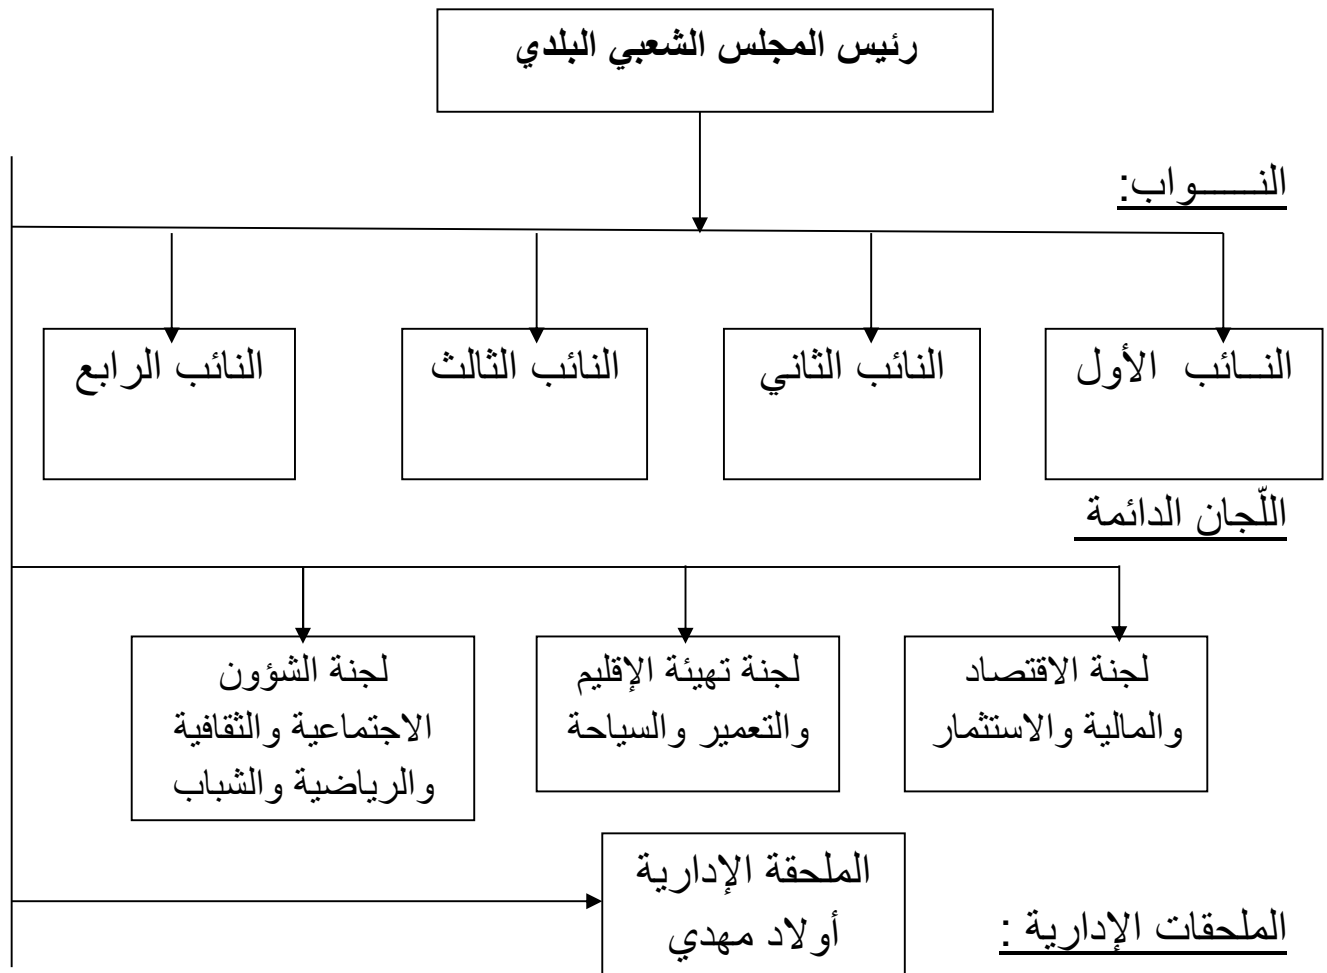 رئيس المجلس الشعبي البلدي
النـــــواب:
النــائب الأول
النائب الثاني
النائب الثالث
النائب الرابع
اللّجان الدائمة
لجنة الاقتصاد
والمالية والاستثمار
لجنة تهيئة الإقليم
والتعمير والسياحة
لجنة الشؤون
الاجتماعية والثقافية
والرياضية والشباب
الملحقات الإدارية :
الملحقة الإدارية
أولاد مهدي